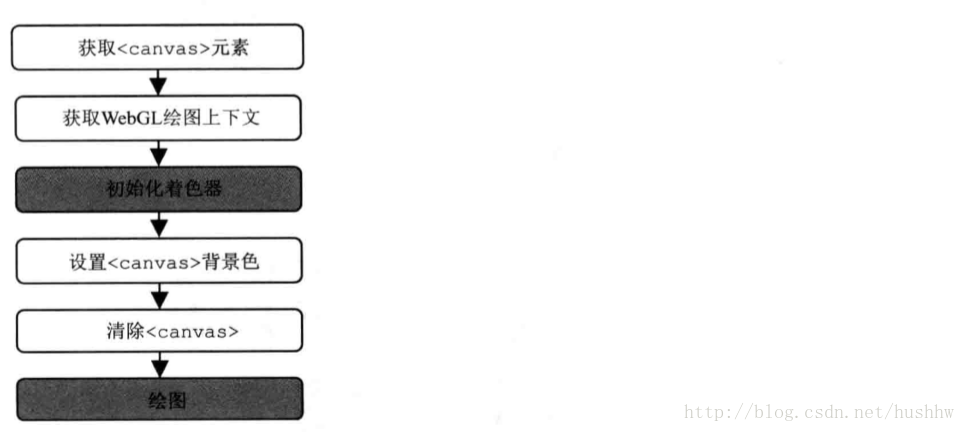 获取<canvas>元素
获取WebGL绘图上下文
初始化着色器
设置<canvas>背景色
清除<canvas>
绘图
http://blog.csdn.net/hushhw